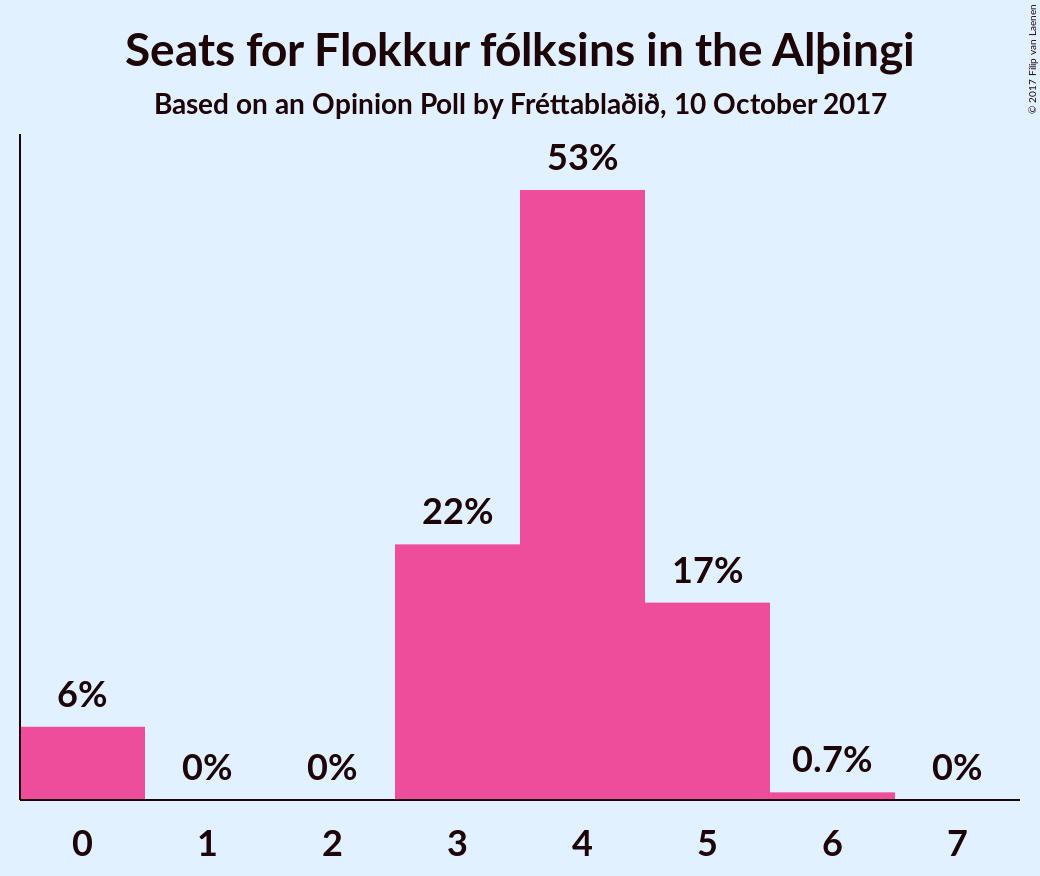 Seats for Flokkur fólksins in the Alþingi
Based on an Opinion Poll by Fréttablaðið, 10 October 2017
© 2017 Filip van Laenen
53%
22%
17%
6%
0%
0%
0.7%
0%
0 1 2 3 4 5 6 7